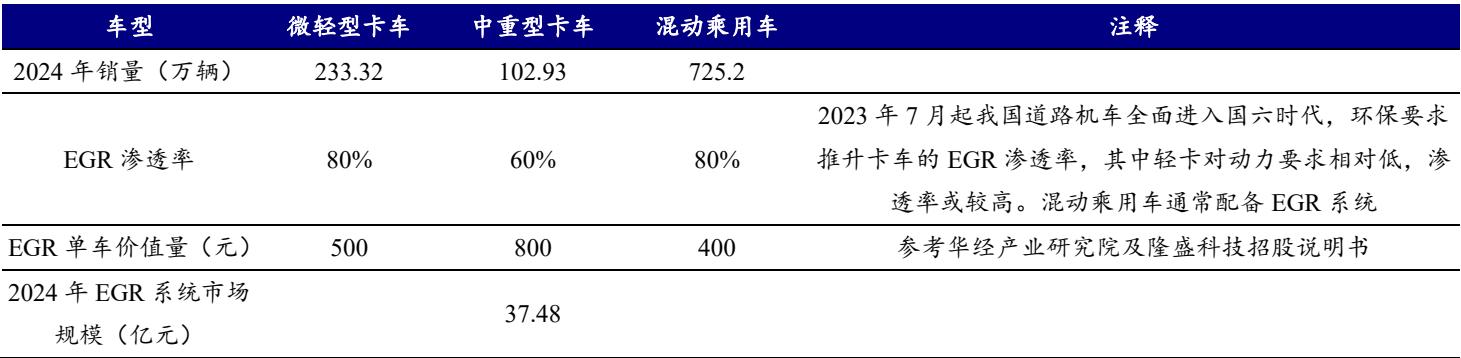 车型 微轻型卡车 中重型卡车 混动乘用车 注释
2024 年销量（万辆） 233.32 102.93 725.2
2023 年 7 月起我国道路机车全面进入国六时代，环保要求
EGR 渗透率 80% 60% 80% 推升卡车的 EGR 渗透率，其中轻卡对动力要求相对低，渗
透率或较高。混动乘用车通常配备 EGR 系统
EGR 单车价值量（元） 500 800 400 参考华经产业研究院及隆盛科技招股说明书
2024 年 EGR 系统市场
规模（亿元） 37.48